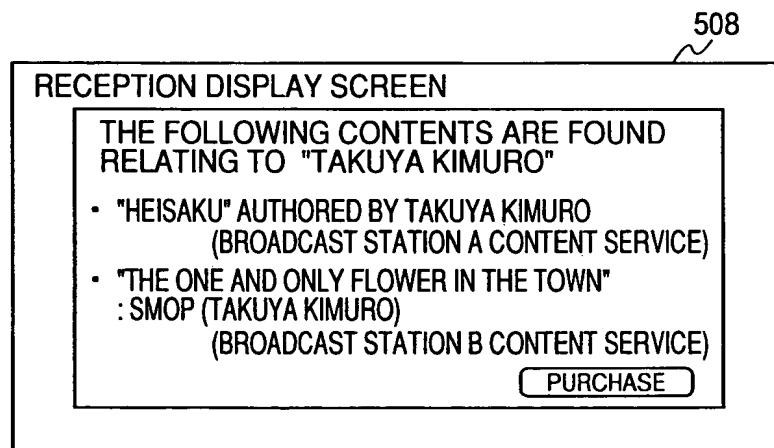 508
RECEPTION DISPLAY SCREEN
THE FOLLOWING CONTENTS ARE FOUND
RELATING TO "TAKUYA KIMURO"
· "HEISAKU" AUTHORED BY TAKUYA KIMURO
(BROADCAST STATION A CONTENT SERVICE)
· "THE ONE AND ONLY FLOWER IN THE TOWN"
: SMOP (TAKUYA KIMURO)
(BROADCAST STATION B CONTENT SERVICE)
PURCHASE